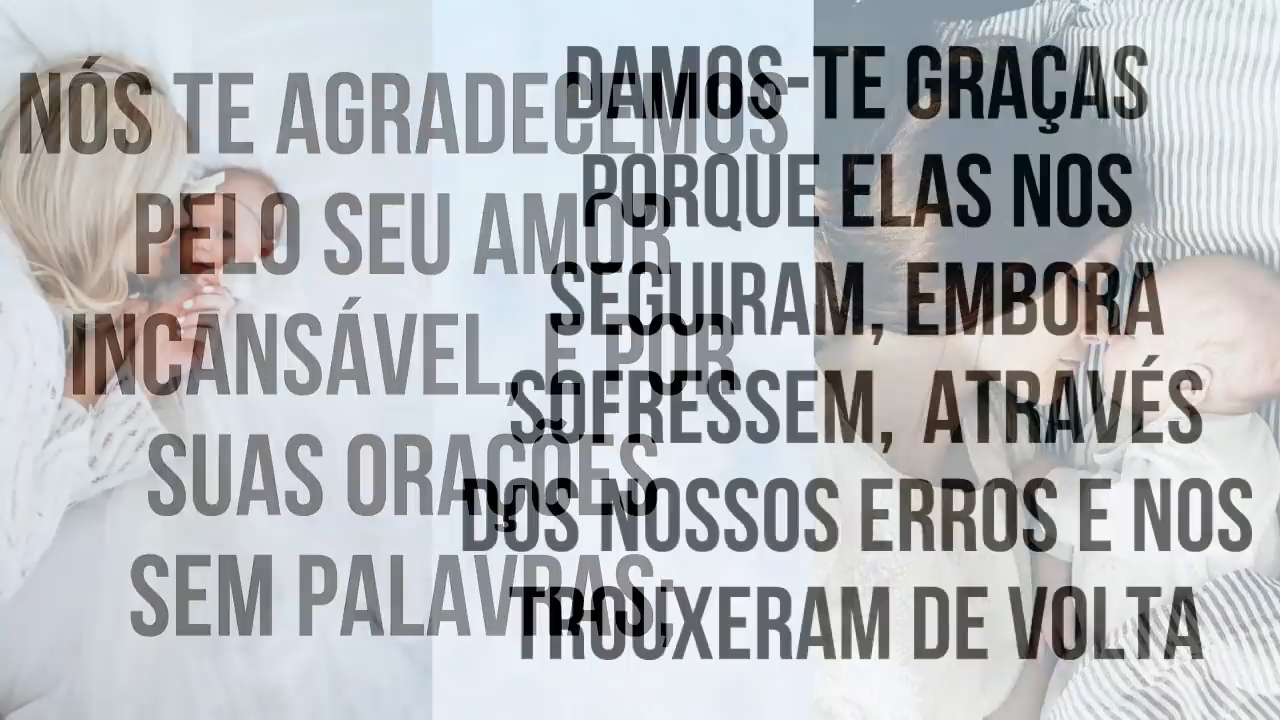 NÓS TE AGRADECEMOS
PELO SEU AMOR
INCANSÁVEL, E POR
SUAS ORAÇÕES
SEM PALAVRAS;
DAMOS-TE GRAÇAS
PORQUE ELAS NOS
SEGUIRAM, EMBORA
SOFRESSEM, ATRAVÉS
DOS NOSSOS ERROS E NOS
TROUXERAM DE VOLTA